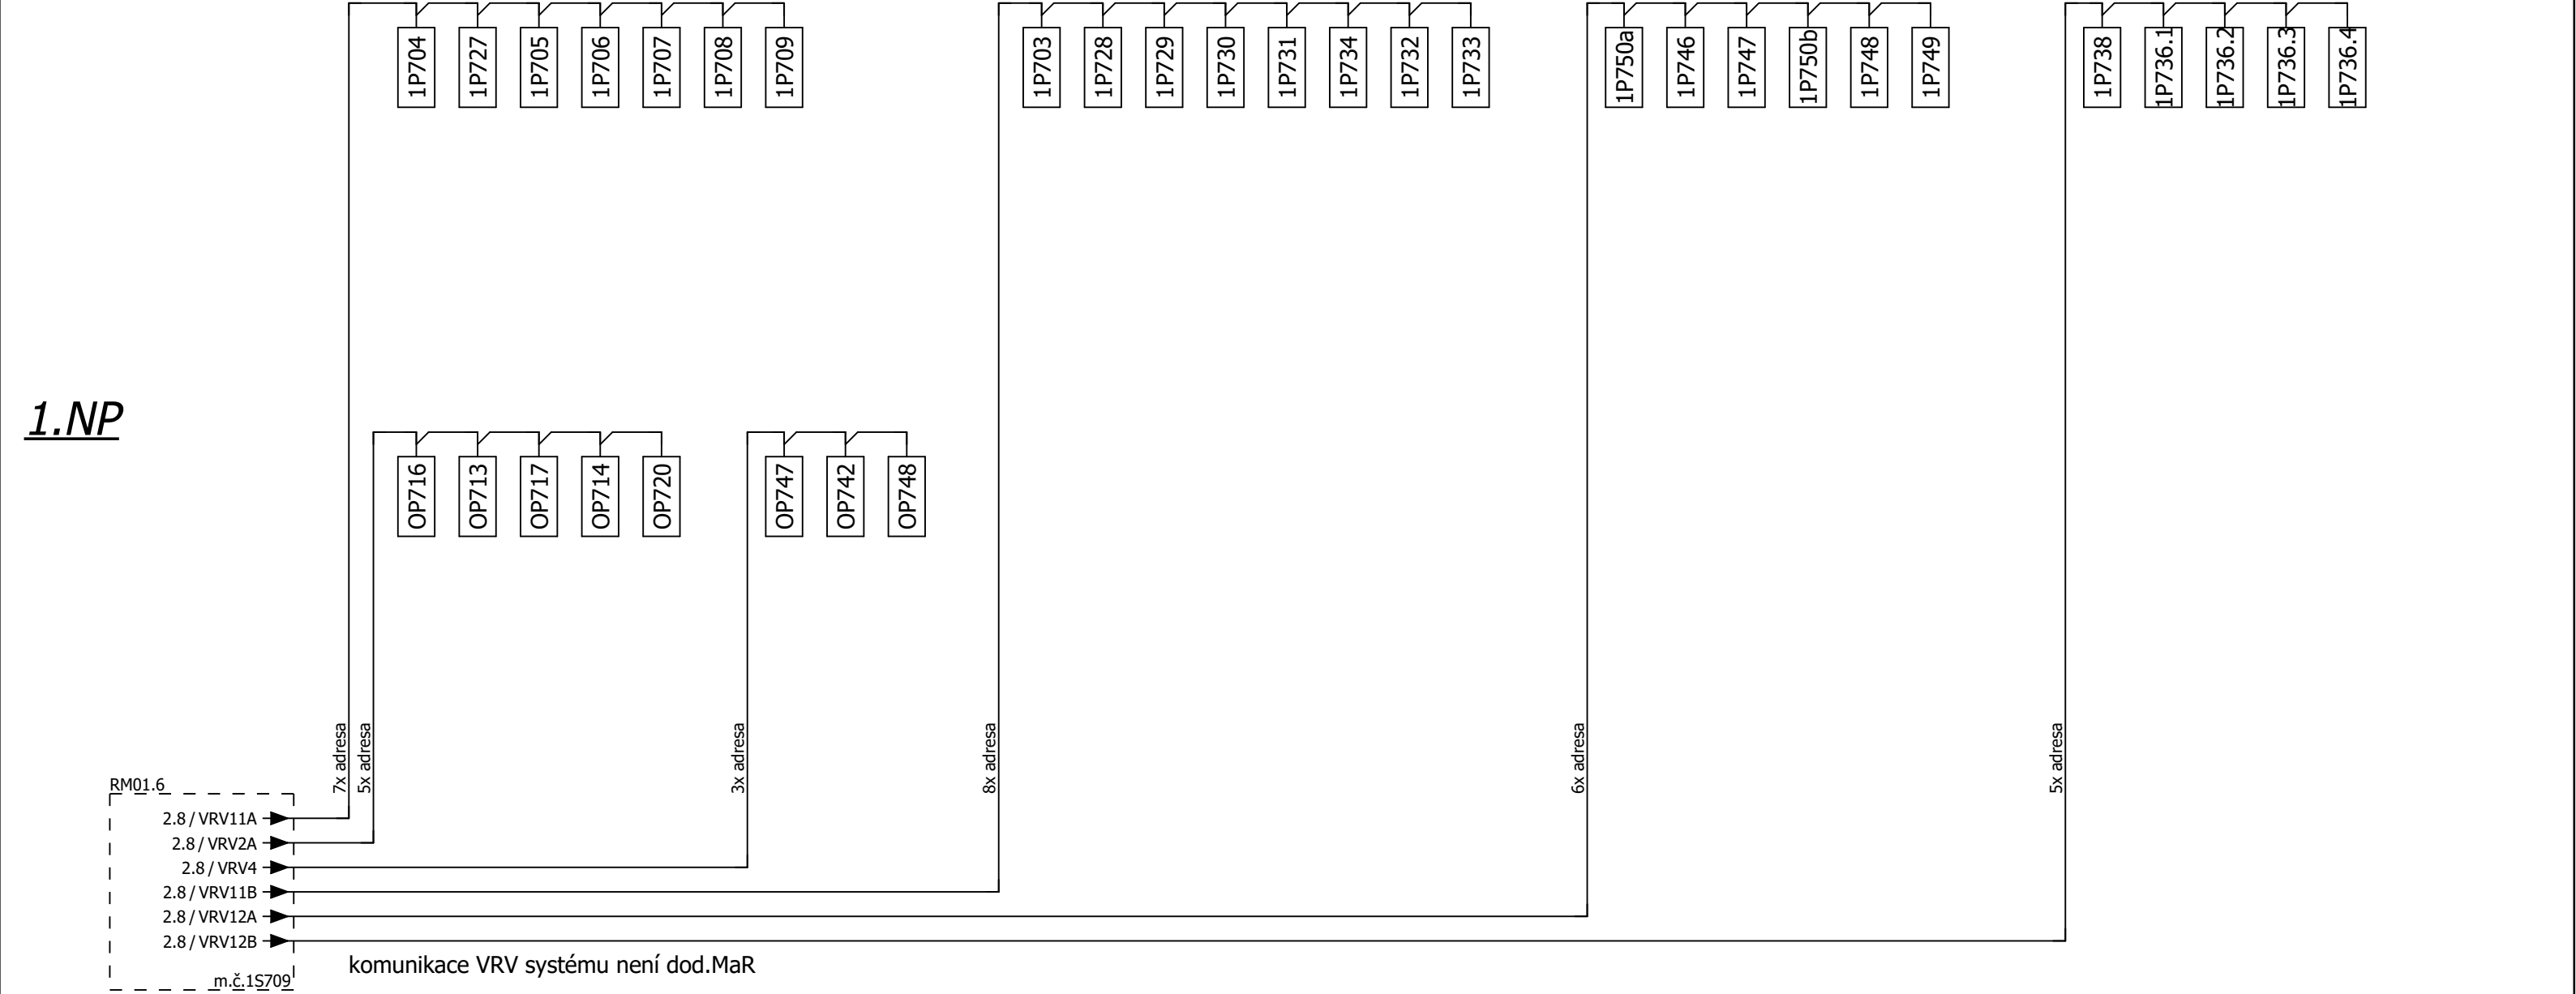 1P704
1P727
1P705
1P706
1P707
1P708
1P709
1P703
1P728
1P729
1P730
1P731
1P734
1P732
1P733
1P750a
1P746
1P747
1P750b
1P748
1P749
1P738
1P736.1
1P736.2
1P736.3
1P736.4
1.NP
OP716
OP713
OP717
OP714
OP720
OP747
OP742
OP748
7x adresa
5x adresa
3x adresa
8x adresa
6x adresa
5x adresa
RM01.6
2.8 / VRV11A
2.8 / VRV2A
2.8 / VRV4
2.8 / VRV11B
2.8 / VRV12A
2.8 / VRV12B
m.č.1S709
komunikace VRV systému není dod.MaR